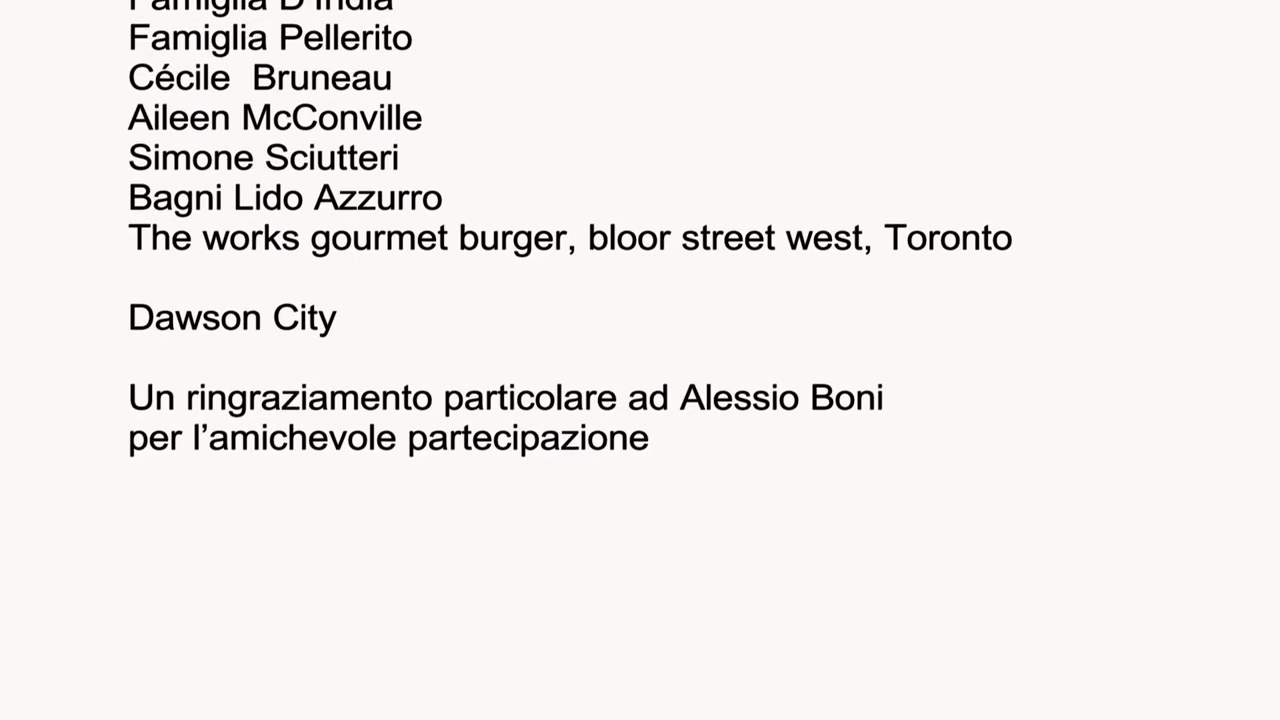 Famiglia D'India
Famiglia Pellerito
Cécile  Bruneau
Aileen McConville
Simone Sciutteri
Bagni Lido Azzurro
The works gourmet burger, bloor street west, Toronto
Dawson City
Un ringraziamento particolare ad Alessio Boni
per l’amichevole partecipazione